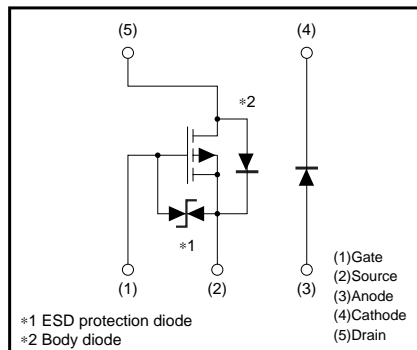 (5) (4)
∗2
∗1
(1) (2) (3)
(1)Gate
(2)Source
(3)Anode
(4)Cathode
(5)Drain
∗1 ESD protection diode
∗2 Body diode